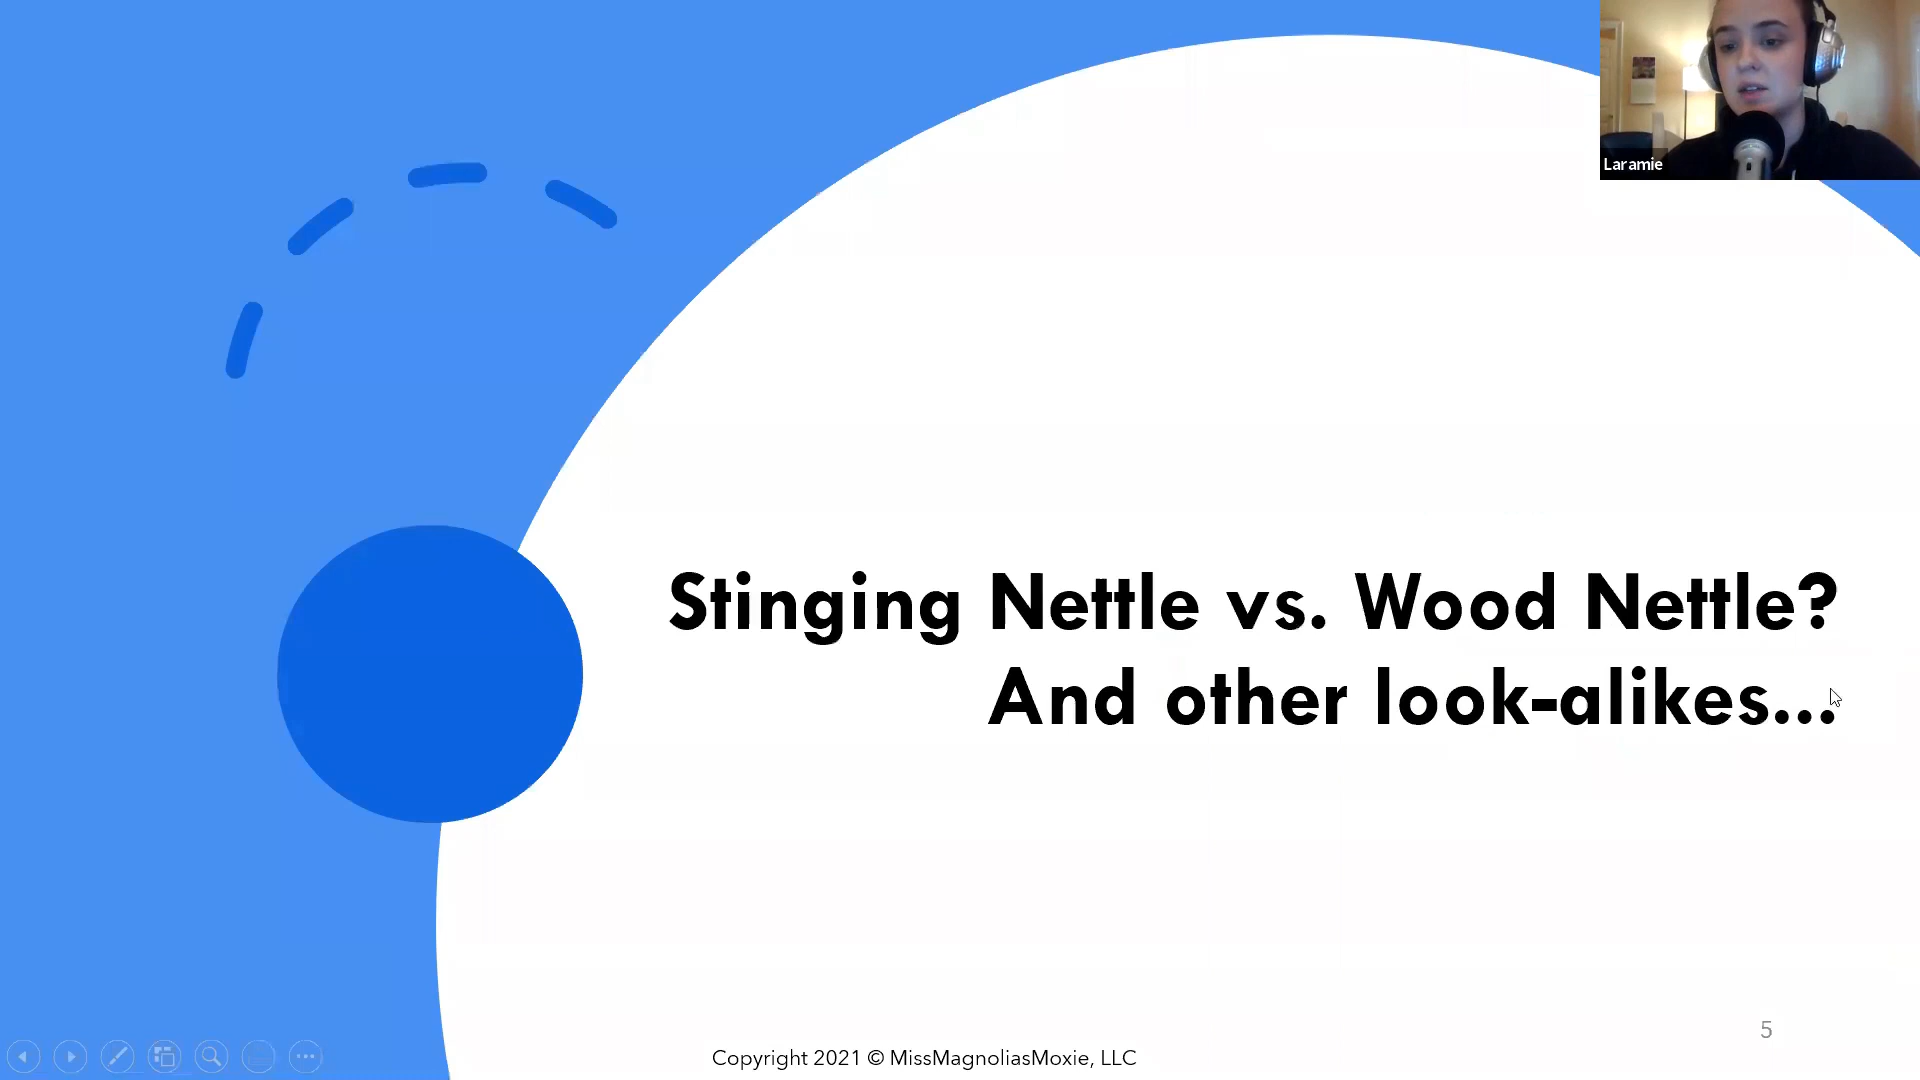 Laramie
Stinging Nettle vs. Wood Nettle?
And other look-alikes...
5
Copyright 2021 © MissMagnoliasMoxie, LLC